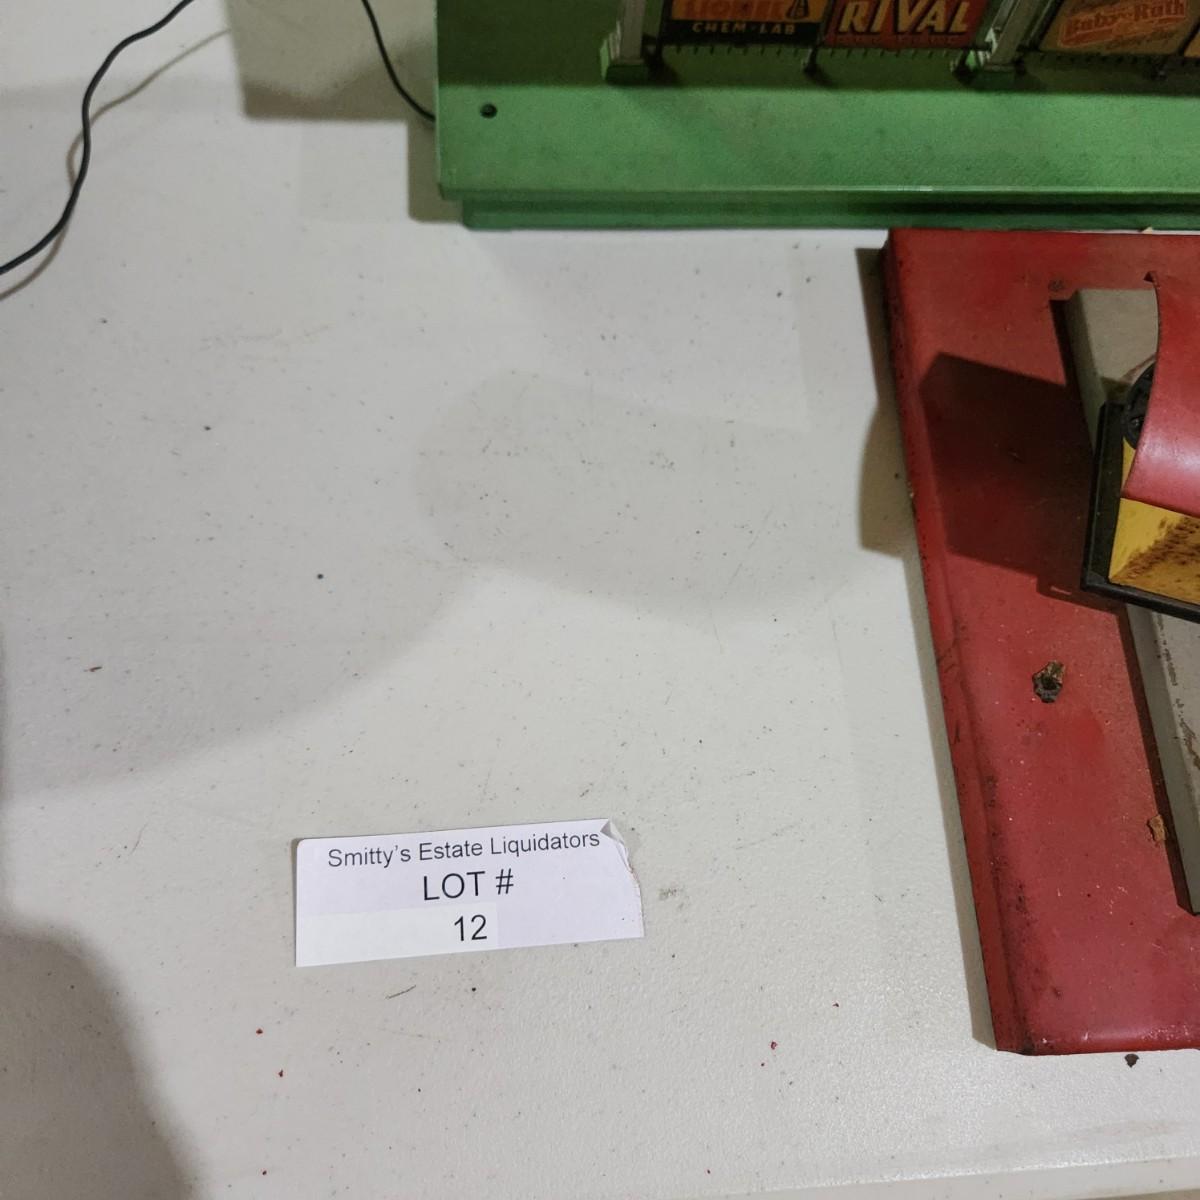 LIONEL
CHEM-LAB
RIVAL
Baby Ruth
Smitty's Estate Liquidators
LOT #
12